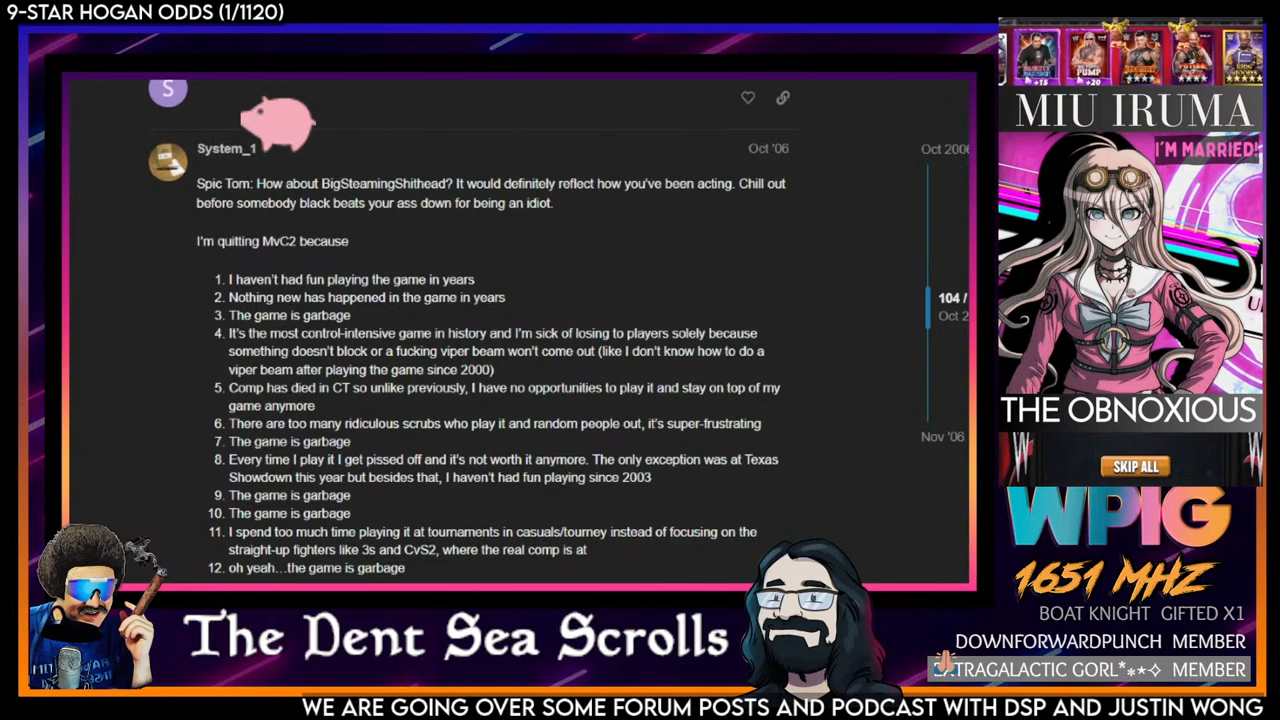 9-STAR HOGAN ODDS (1/1120)
S
System_1
Oct '06
Spic Tom: How about BigSteamingShithead? It would definitely reflect how you've been acting. Chill out
before somebody black beats your ass down for being an idiot.
I'm quitting MvC2 because
1. I haven't had fun playing the game in years
2. Nothing new has happened in the game in years
3. The game is garbage
4. It's the most control-intensive game in history and I'm sick of losing to players solely because
something doesn't block or a fucking viper beam won't come out (like I don't know how to do a
viper beam after playing the game since 2000)
5. Comp has died in CT so unlike previously, I have no opportunities to play it and stay on top of my
game anymore
6. There are too many ridiculous scrubs who play it and random people out, it's super-frustrating
7. The game is garbage
8. Every time I play it I get pissed off and it's not worth it anymore. The only exception was at Texas
Showdown this year but besides that, I haven't had fun playing since 2003
9. The game is garbage
10. The game is garbage
11. I spend too much time playing it at tournaments in casuals/tourney instead of focusing on the
straight-up fighters like 3s and CvS2, where the real comp is at
12. oh yeah...the game is garbage
Oct 2006
104 /
Oct 2
Nov '06
+15
PUMP
+20
MIU IRUMA
I'M MARRIED!
THE OBNOXIOUS
SKIP ALL
WPIG
1651 MHZ
BOAT KNIGHT GIFTED X1
DOWNFORWARDPUNCH MEMBER
EXTRAGALACTIC GORL*⁎⋆✧ MEMBER
The Dent Sea Scrolls
WE ARE GOING OVER SOME FORUM POSTS AND PODCAST WITH DSP AND JUSTIN WONG